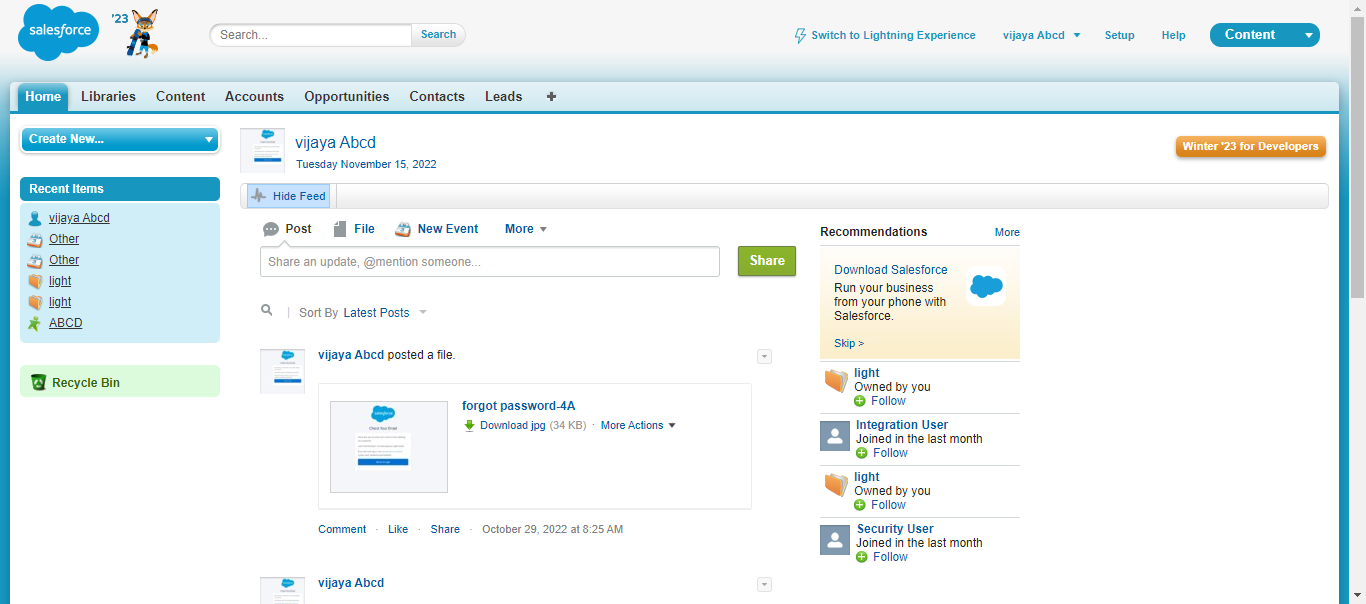 salesforce
'23
Search...
Search
Switch to Lightning Experience
vijaya Abcd
Setup
Help
Content
Home
Libraries
Content
Accounts
Opportunities
Contacts
Leads
+
Create New...
Recent Items
vijaya Abcd
Other
Other
light
light
ABCD
Recycle Bin
vijaya Abcd
Tuesday November 15, 2022
Winter '23 for Developers
Hide Feed
Post
File
New Event
More
Share an update, @mention someone...
Share
Sort By Latest Posts
vijaya Abcd posted a file.
forgot password-4A
Download jpg (34 KB) · More Actions
Comment · Like · Share · October 29, 2022 at 8:25 AM
vijaya Abcd
Recommendations
More
Download Salesforce
Run your business
from your phone with
Salesforce.
Skip >
light
Owned by you
Follow
Integration User
Joined in the last month
Follow
light
Owned by you
Follow
Security User
Joined in the last month
Follow